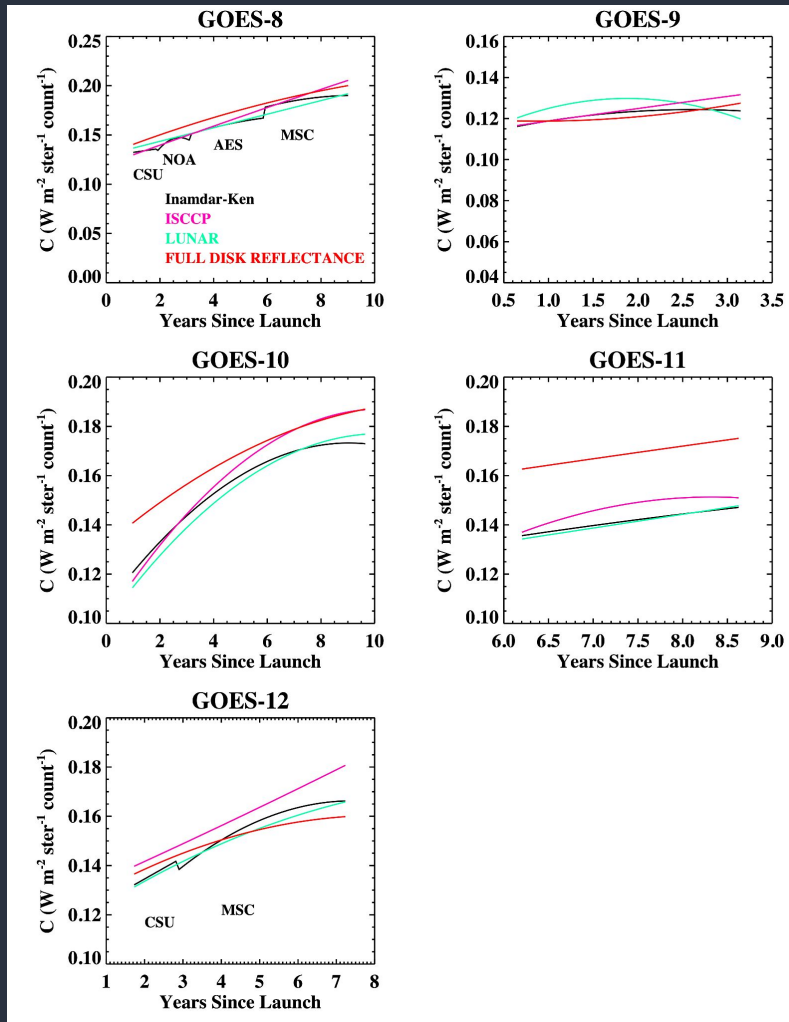 GOES-8
C (W m-2 ster-1 count-1)
0.25
0.20
0.15
0.10
0.05
0.00
CSU
NOA
AES
MSC
Inamdar-Ken
ISCCP
LUNAR
FULL DISK REFLECTANCE
0 2 4 6 8 10
Years Since Launch
GOES-9
C (W m-2 ster-1 count-1)
0.16
0.14
0.12
0.10
0.08
0.06
0.04
0.5 1.0 1.5 2.0 2.5 3.0 3.5
Years Since Launch
GOES-10
C (W m-2 ster-1 count-1)
0.20
0.18
0.16
0.14
0.12
0.10
0 2 4 6 8 10
Years Since Launch
GOES-11
C (W m-2 ster-1 count-1)
0.20
0.18
0.16
0.14
0.12
0.10
6.0 6.5 7.0 7.5 8.0 8.5 9.0
Years Since Launch
GOES-12
C (W m-2 ster-1 count-1)
0.20
0.18
0.16
0.14
0.12
0.10
CSU
MSC
1 2 3 4 5 6 7 8
Years Since Launch